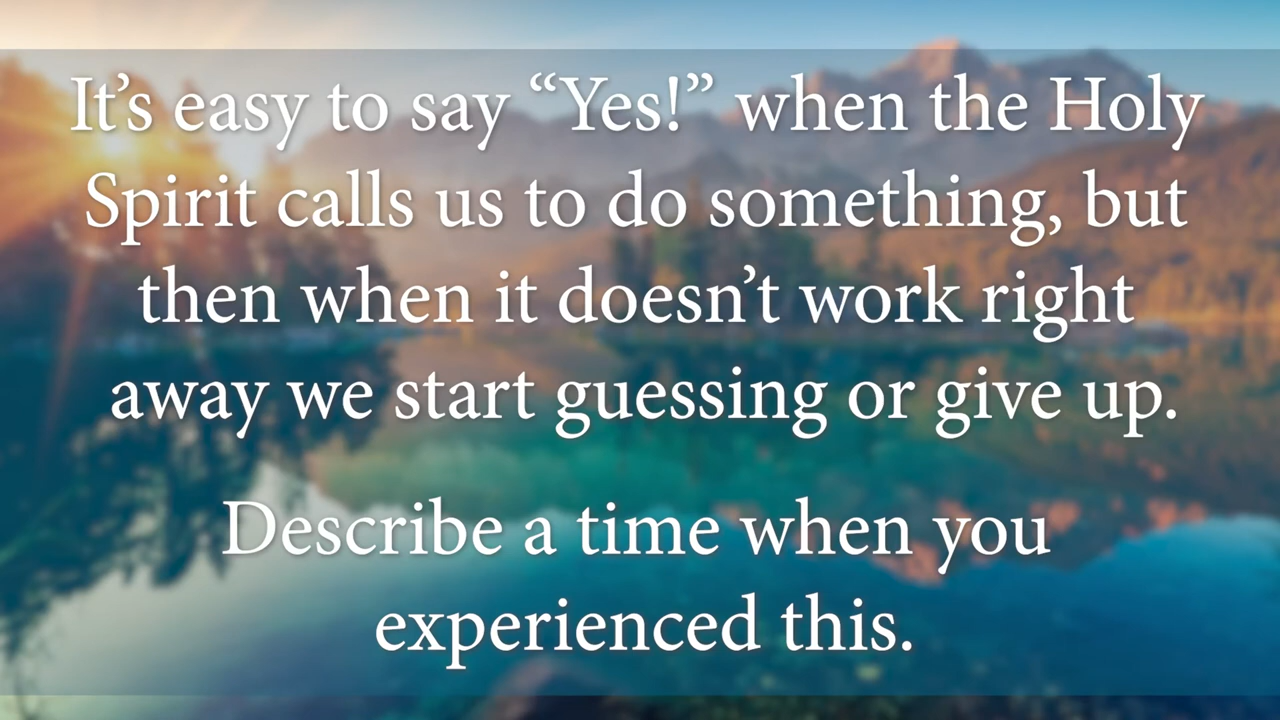 It’s easy to say “Yes!” when the Holy
Spirit calls us to do something, but
then when it doesn’t work right
away we start guessing or give up.
Describe a time when you
experienced this.